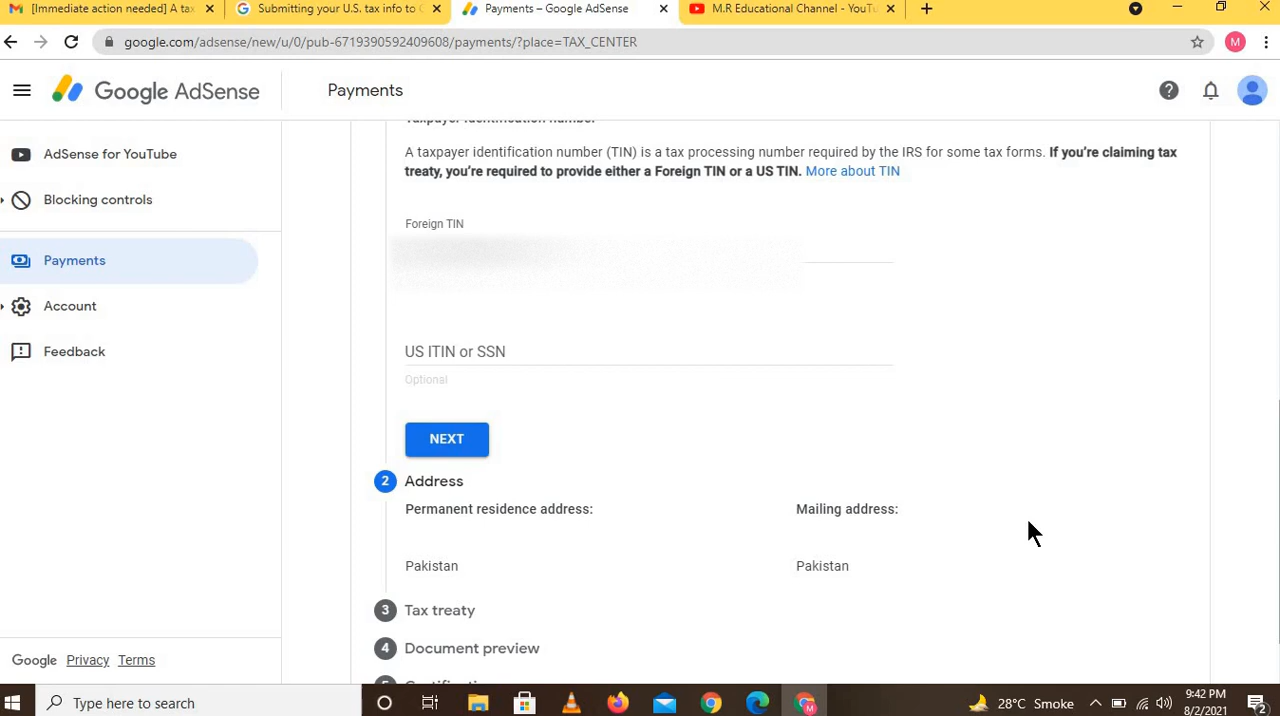 [Immediate action needed] A tax
Submitting your U.S. tax info to G
Payments – Google AdSense
M.R Educational Channel - YouTu
google.com/adsense/new/u/0/pub-6719390592409608/payments/?place=TAX_CENTER
M
Google AdSense
Payments
AdSense for YouTube
Blocking controls
Payments
Account
Feedback
Google Privacy Terms
Taxpayer identification number
A taxpayer identification number (TIN) is a tax processing number required by the IRS for some tax forms. If you're claiming tax
treaty, you're required to provide either a Foreign TIN or a US TIN. More about TIN
Foreign TIN
US ITIN or SSN
Optional
NEXT
2 Address
Permanent residence address:
Mailing address:
Pakistan
Pakistan
3 Tax treaty
4 Document preview
Type here to search
28°C Smoke
9:42 PM
8/2/2021
2